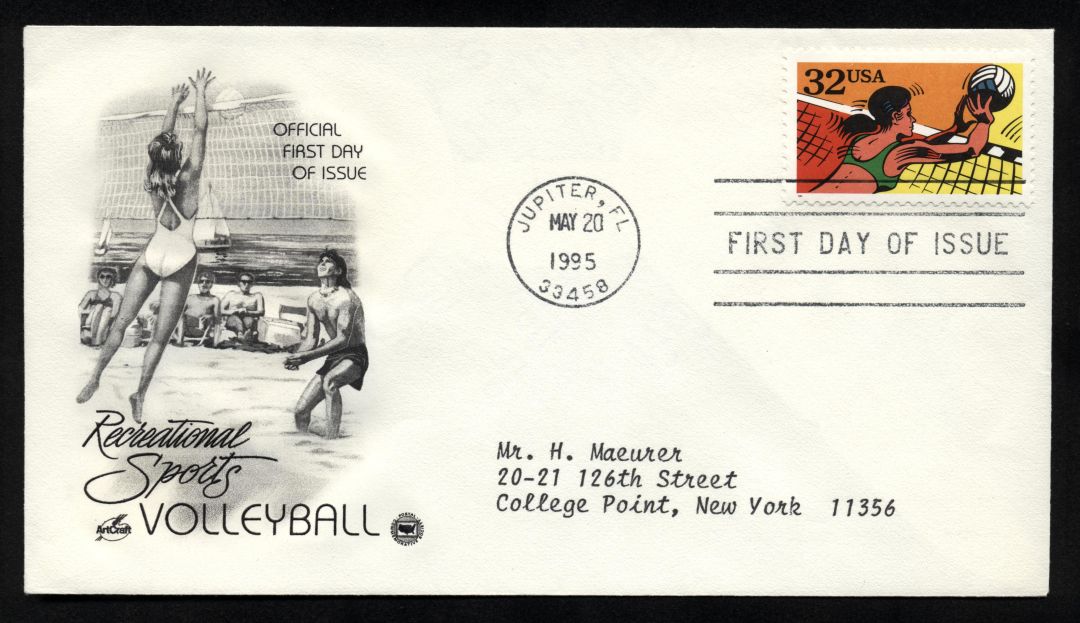 OFFICIAL
FIRST DAY
OF ISSUE
32USA
JUPITER, FL
MAY 20
1995
33458
FIRST DAY OF ISSUE
Recreational
Sports
ArtCraft
VOLLEYBALL
Mr. H. Maeurer
20-21 126th Street
College Point, New York 11356